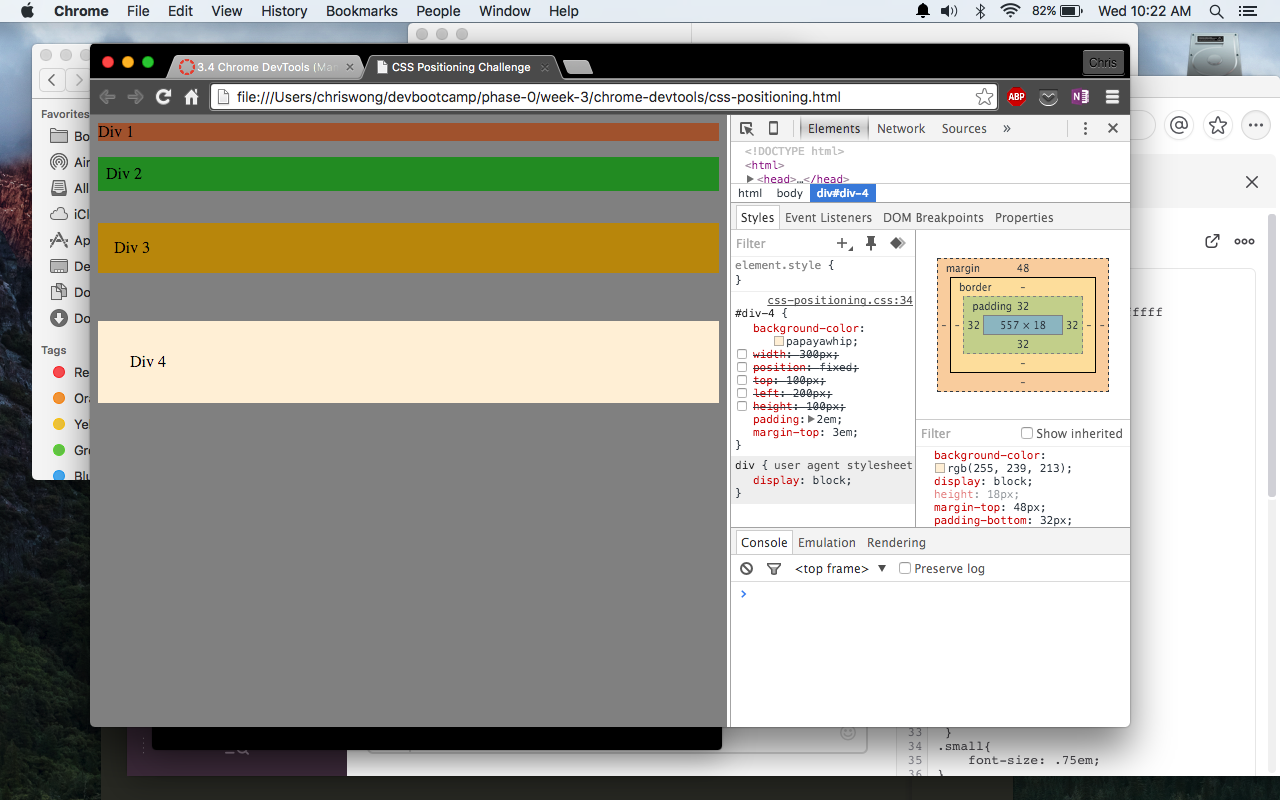 Chrome File Edit View History Bookmarks People Window Help 82% Wed 10:22 AM
3.4 Chrome DevTools (Ma
CSS Positioning Challenge
Chris
file:///Users/chriswong/devbootcamp/phase-0/week-3/chrome-devtools/css-positioning.html
ABP
N
Favorites
Bo
Air
All
iCl
Ap
De
Do
Do
Tags
Re
Ora
Yel
Gre
Blu
Div 1
Div 2
Div 3
Div 4
Elements Network Sources »
<!DOCTYPE html>
<html>
<head>…</head>
html body div#div-4
Styles Event Listeners DOM Breakpoints Properties
Filter
element.style {
}
css-positioning.css:34
#div-4 {
background-color:
papayawhip;
width: 300px;
position: fixed;
top: 100px;
left: 200px;
height: 100px;
padding: 2em;
margin-top: 3em;
}
div { user agent stylesheet
display: block;
}
margin 48
border -
padding 32
- - 32 557 × 18 32 - -
32
-
-
Filter Show inherited
background-color:
rgb(255, 239, 213);
display: block;
height: 18px;
margin-top: 48px;
padding-bottom: 32px;
Console Emulation Rendering
<top frame> Preserve log
>
@
ffff
33 }
34 .small{
35 font-size: .75em;
36 }